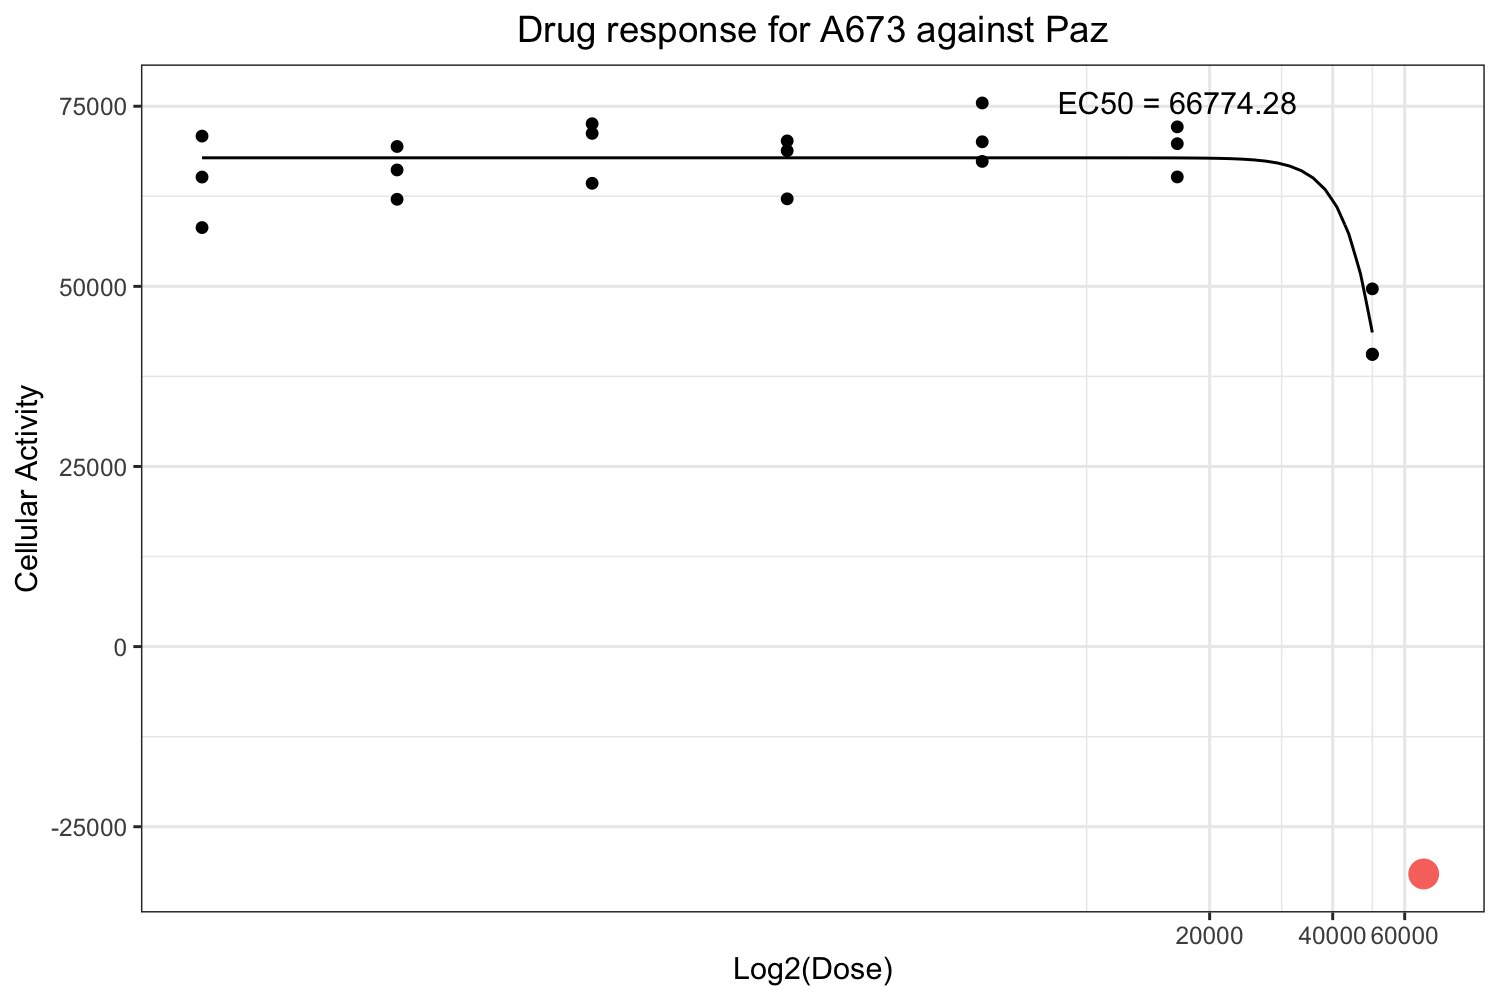 Drug response for A673 against Paz
EC50 = 66774.28
75000
50000
25000
0
-25000
Cellular Activity
20000 40000 60000
Log2(Dose)